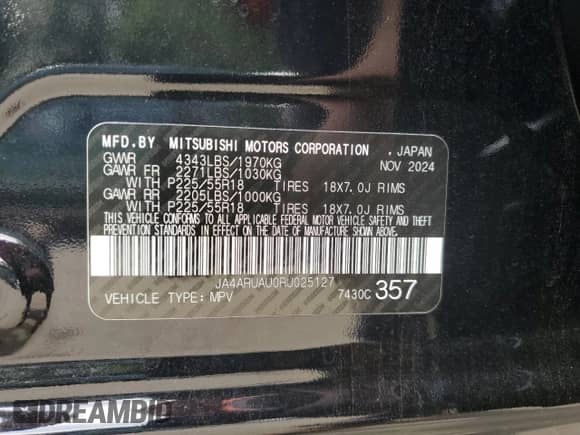 MFD.BY MITSUBISHI MOTORS CORPORATION . JAPAN
GVWR 4343LBS/1970KG NOV 2024
GAWR FR 2271LBS/1030KG
WITH P225/55R18 TIRES 18X7.0J RIMS
GAWR RR 2205LBS/1000KG
WITH P225/55R18 TIRES 18X7.0J RIMS
THIS VEHICLE CONFORMS TO ALL APPLICABLE FEDERAL MOTOR VEHICLE SAFETY AND THEFT
PREVENTION STANDARDS IN EFFECT ON THE DATE OF MANUFACTURE SHOWN ABOVE.
JA4ARUAU0RU025127
VEHICLE TYPE: MPV 7430C 357
DREAMBID